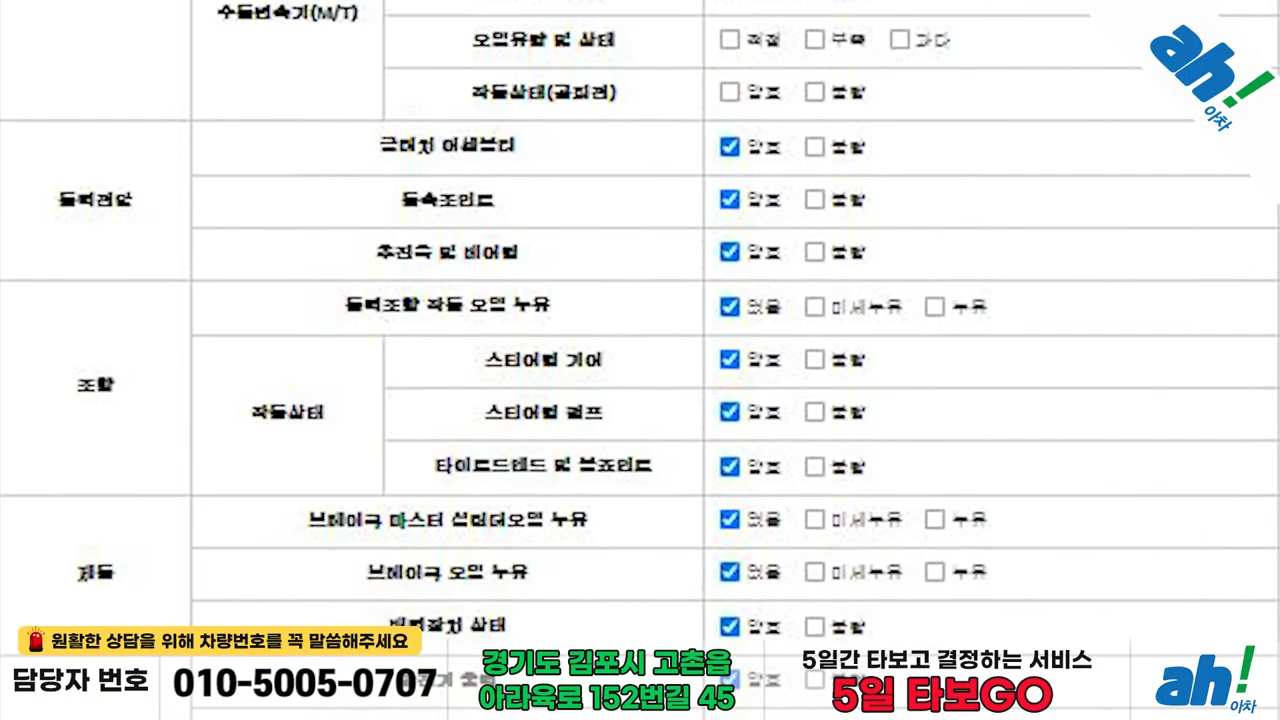 수동변속기(M/T)
오일유량 및 상태 적정 부족 과다
작동상태(공회전) 양호 불량
클러치 어셈블리 양호 불량
동력전달
등속조인트 양호 불량
추진축 및 베어링 양호 불량
동력조향 작동 오일 누유 없음 미세누유 누유
스티어링 기어 양호 불량
조향
작동상태
스티어링 펌프 양호 불량
타이로드엔드 및 볼죠인트 양호 불량
브레이크 마스터 실린더오일 누유 없음 미세누유 누유
제동
브레이크 오일 누유 없음 미세누유 누유
배력장치 상태 양호 불량
양호 불량
원활한 상담을 위해 차량번호를 꼭 말씀해주세요
담당자 번호 010-5005-0707
경기도 김포시 고촌읍
아라육로 152번길 45
5일간 타보고 결정하는 서비스
5일 타보GO
ah!
아차
ah!
아차